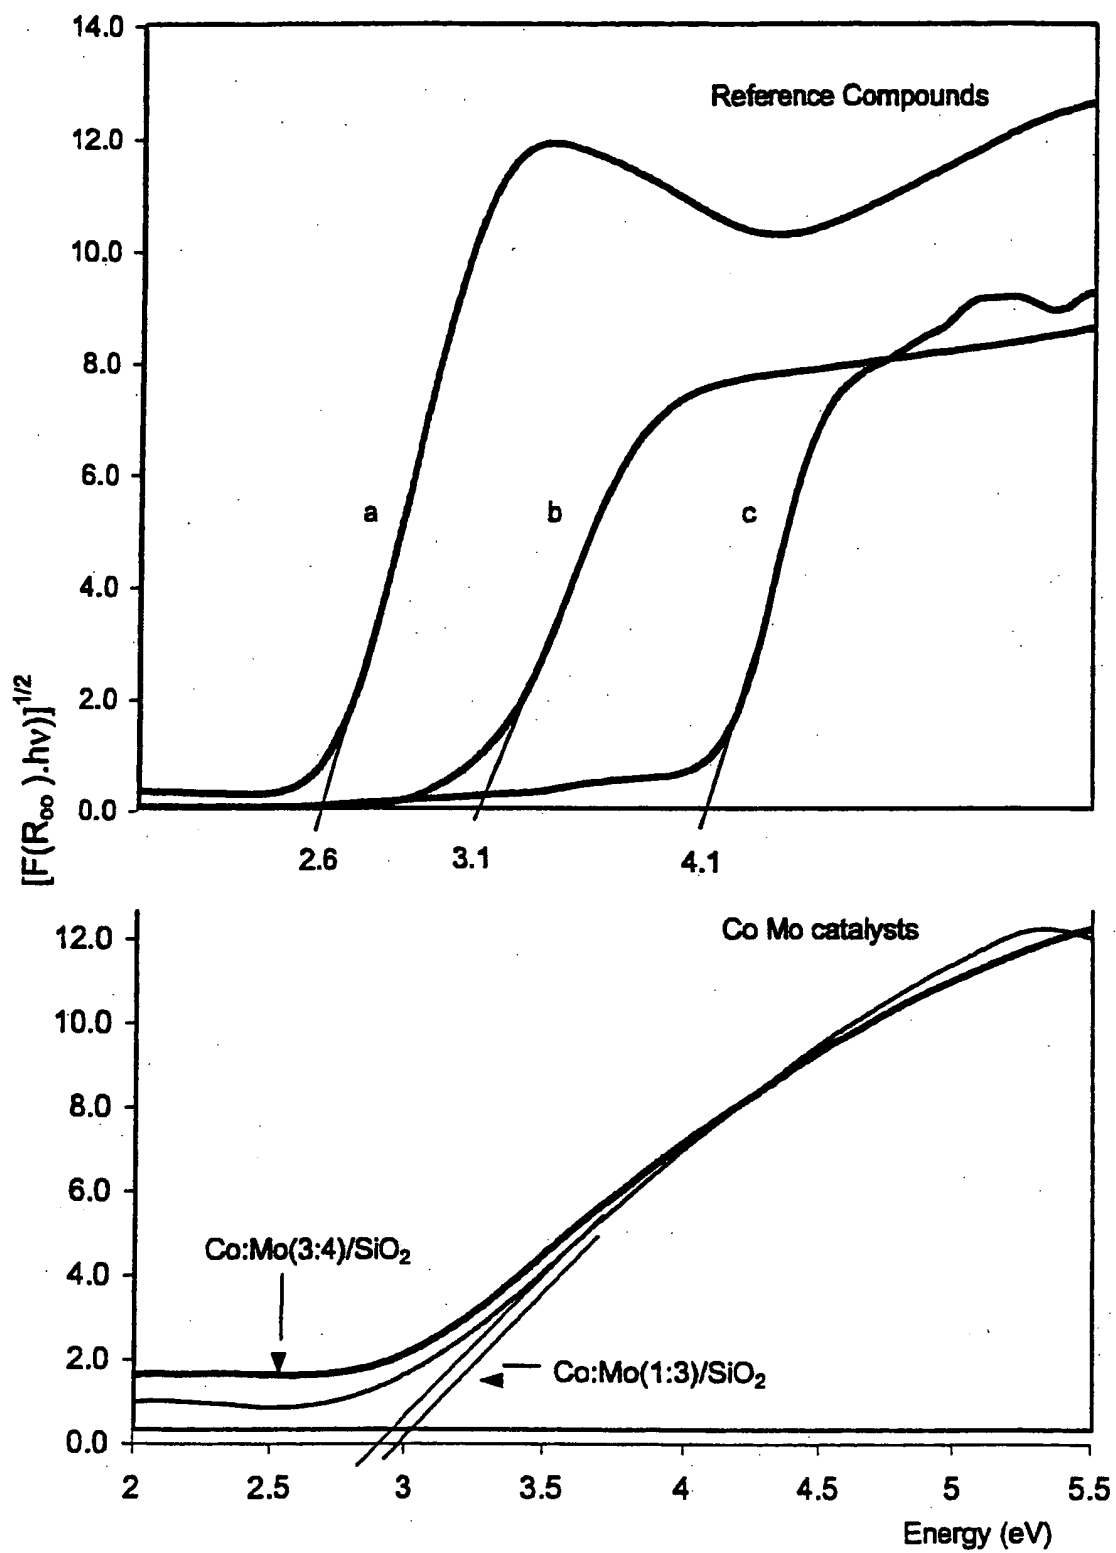 14.0
Reference Compounds
12.0
10.0
8.0
6.0
a b c
4.0
2.0
0.0
2.6 3.1 4.1
[F(R∞).hν)]1/2
Co Mo catalysts
12.0
10.0
8.0
6.0
Co:Mo(3:4)/SiO2
4.0
2.0
Co:Mo(1:3)/SiO2
0.0
2 2.5 3 3.5 4 4.5 5 5.5
Energy (eV)